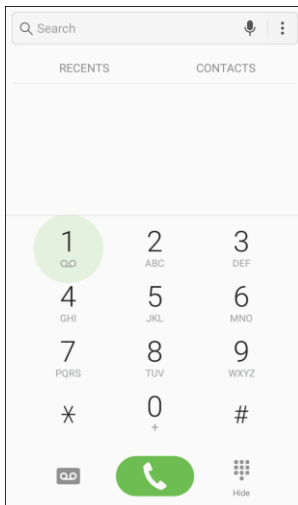 Search
RECENTS CONTACTS
1 2 3
ABC DEF
4 5 6
GHI JKL MNO
7 8 9
PQRS TUV WXYZ
* 0 #
+
Hide